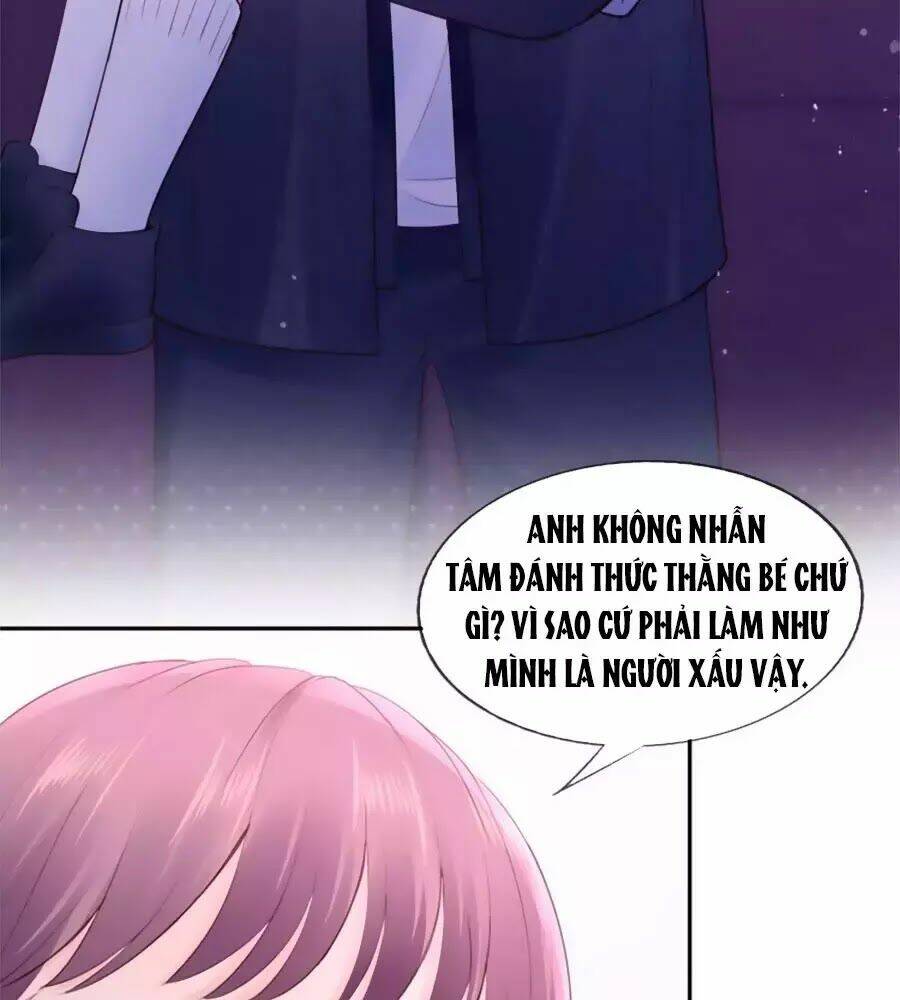 ANH KHÔNG NHẪN
TÂM ĐÁNH THỨC THẰNG BÉ CHỨ
GÌ? VÌ SAO CỨ PHẢI LÀM NHƯ
MÌNH LÀ NGƯỜI XẤU VẬY.